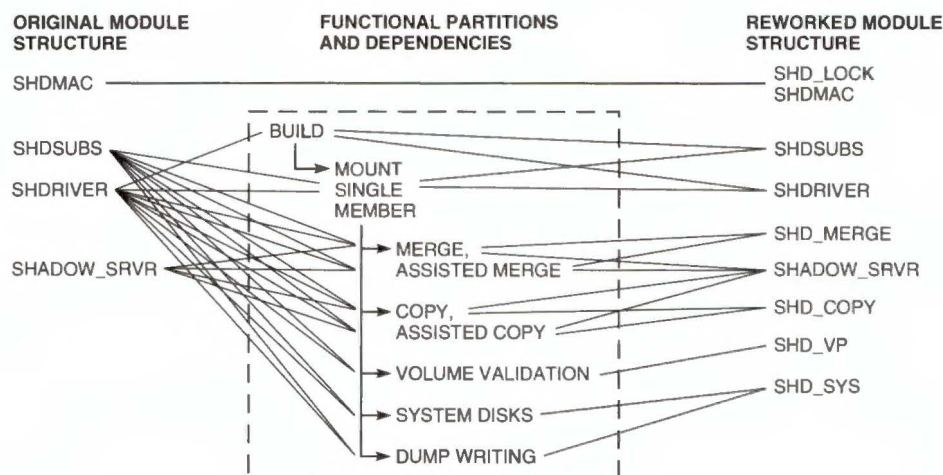 ORIGINAL MODULE
STRUCTURE
FUNCTIONAL PARTITIONS
AND DEPENDENCIES
REWORKED MODULE
STRUCTURE
SHDMAC
SHD_LOCK
SHDMAC
SHDSUBS
SHDRIVER
SHADOW_SRVR
BUILD
MOUNT
SINGLE
MEMBER
MERGE,
ASSISTED MERGE
COPY,
ASSISTED COPY
VOLUME VALIDATION
SYSTEM DISKS
DUMP WRITING
SHDSUBS
SHDRIVER
SHD_MERGE
SHADOW_SRVR
SHD_COPY
SHD_VP
SHD_SYS